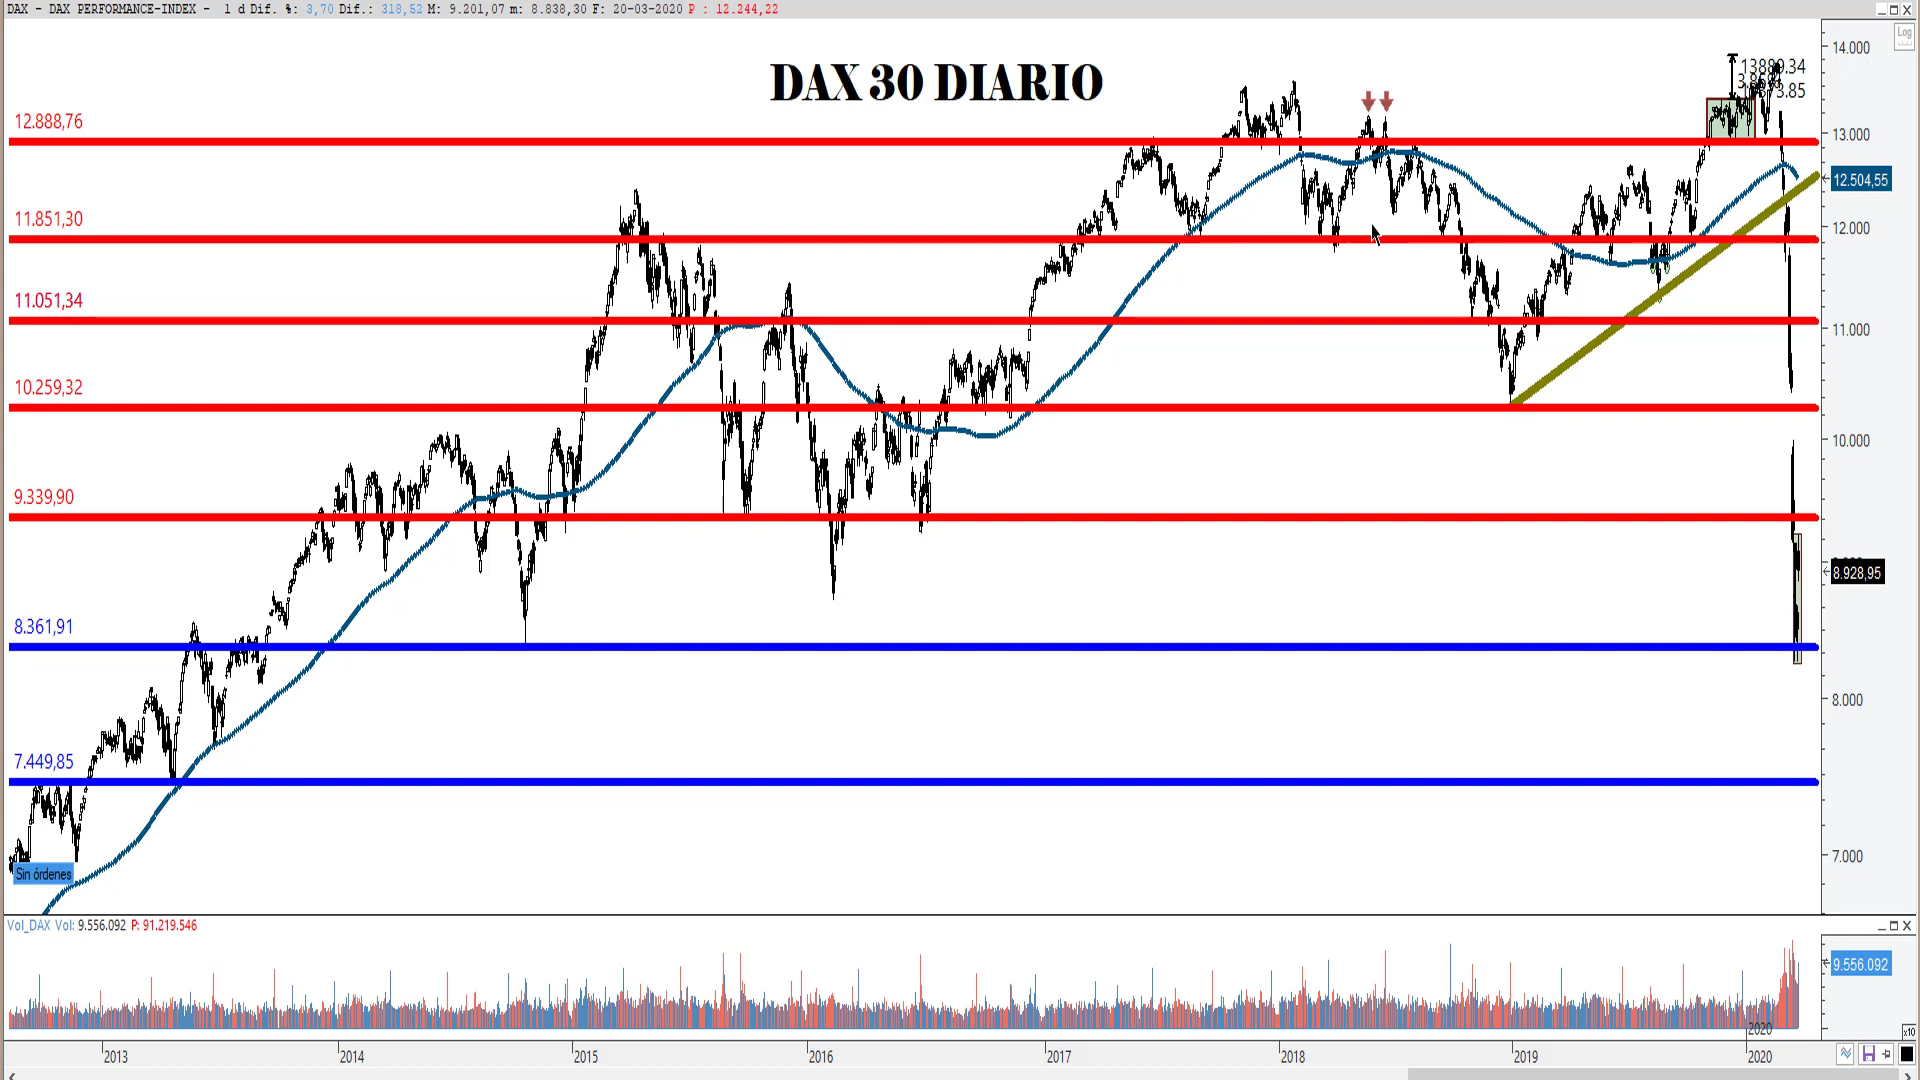 DAX - DAX PERFORMANCE-INDEX - 1 d Dif. %: 3,70 Dif.: 318,52 M: 9.201,07 m: 8.838,30 F: 20-03-2020 P : 12.244,22
Log
DAX 30 DIARIO
14.000
13889.34
12.888,76
13.000
12.504,55
11.851,30
12.000
11.051,34
11.000
10.259,32
10.000
9.339,90
8.928,95
8.361,91
8.000
7.449,85
7.000
Sin órdenes
Vol_DAX Vol: 9.556.092 P: 91.219.546
9.556.092
2020
x10
2013 2014 2015 2016 2017 2018 2019 2020